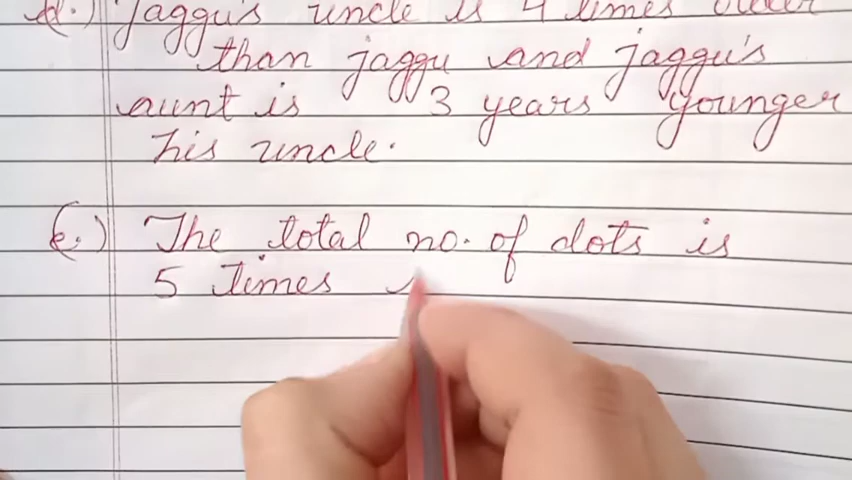 d.) Jaggu's uncle is 4 times older
than jaggu and jaggu's
aunt is 3 years younger
his uncle.
(e.) The total no. of dots is
5 times